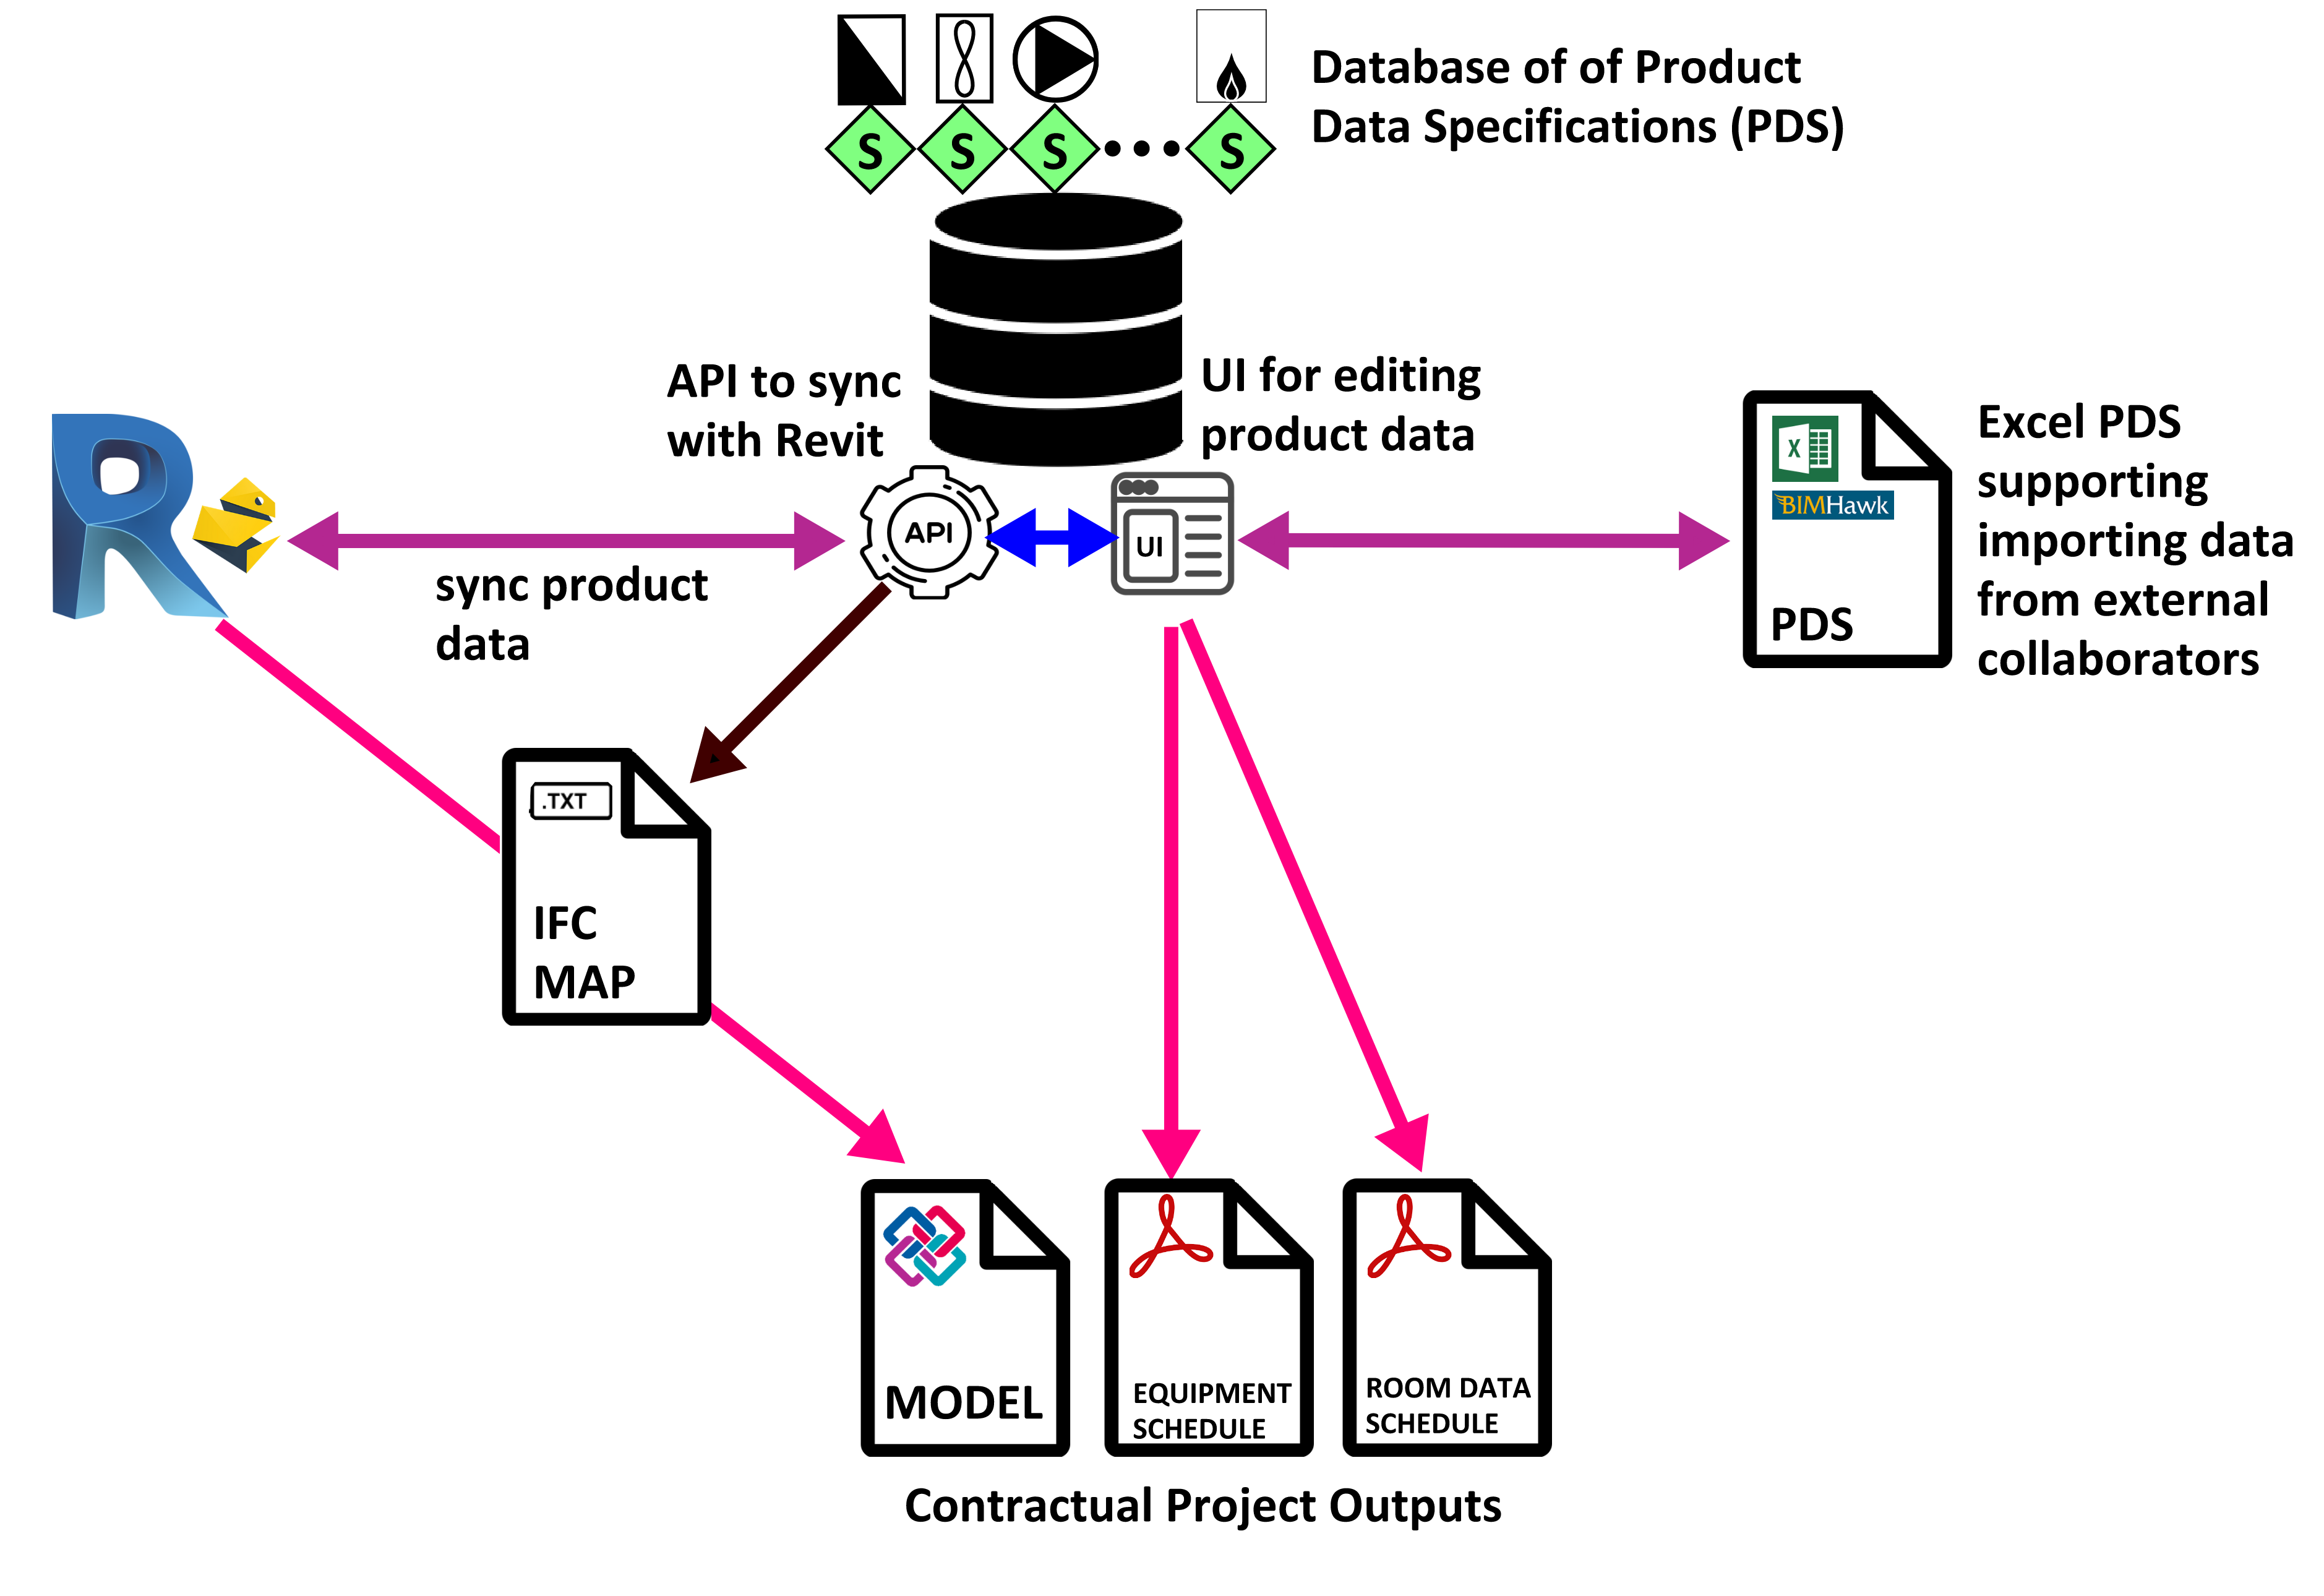 Database of of Product
Data Specifications (PDS)
S S S S
API to sync
with Revit
UI for editing
product data
R
API
UI
sync product
data
X
BIMHawk
PDS
Excel PDS
supporting
importing data
from external
collaborators
.TXT
IFC
MAP
MODEL
EQUIPMENT
SCHEDULE
ROOM DATA
SCHEDULE
Contractual Project Outputs